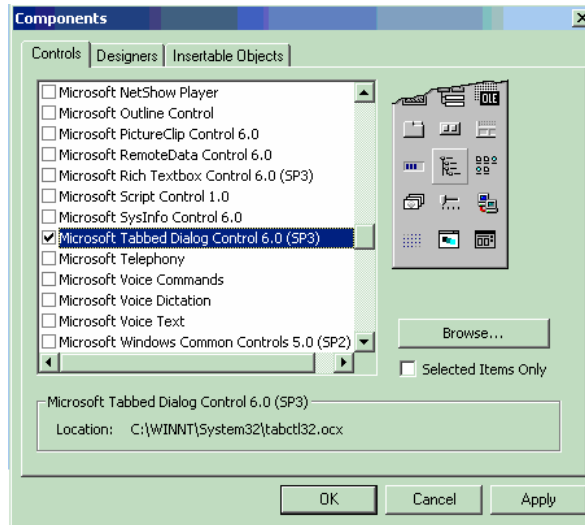 Components
Controls Designers Insertable Objects
Microsoft NetShow Player
Microsoft Outline Control
Microsoft PictureClip Control 6.0
Microsoft RemoteData Control 6.0
Microsoft Rich Textbox Control 6.0 (SP3)
Microsoft Script Control 1.0
Microsoft SysInfo Control 6.0
Microsoft Tabbed Dialog Control 6.0 (SP3)
Microsoft Telephony
Microsoft Voice Commands
Microsoft Voice Dictation
Microsoft Voice Text
Microsoft Windows Common Controls 5.0 (SP2)
OLE
Browse...
Selected Items Only
Microsoft Tabbed Dialog Control 6.0 (SP3)
Location: C:\WINNT\System32\tabctl32.ocx
OK Cancel Apply